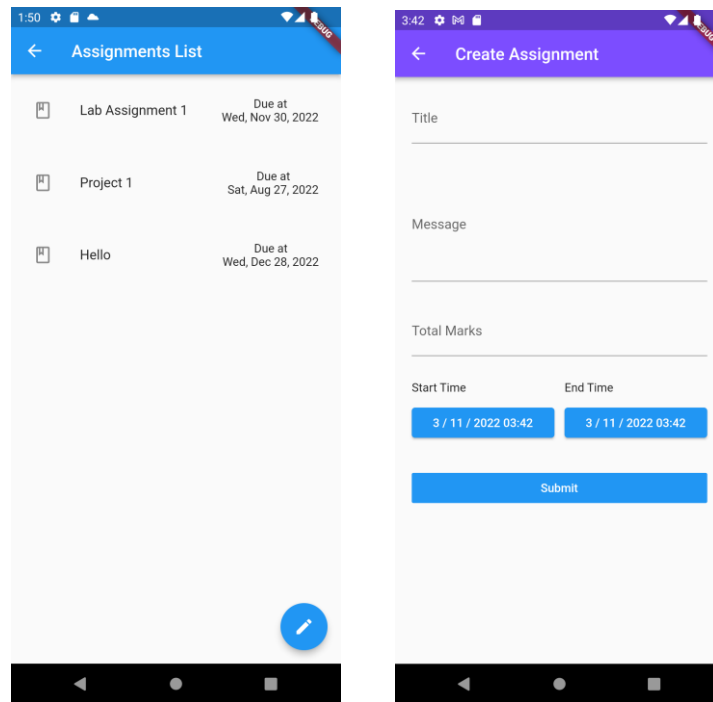 1:50
Assignments List
Lab Assignment 1
Due at
Wed, Nov 30, 2022
Project 1
Due at
Sat, Aug 27, 2022
Hello
Due at
Wed, Dec 28, 2022
3:42
Create Assignment
Title
Message
Total Marks
Start Time
End Time
3 / 11 / 2022 03:42
3 / 11 / 2022 03:42
Submit